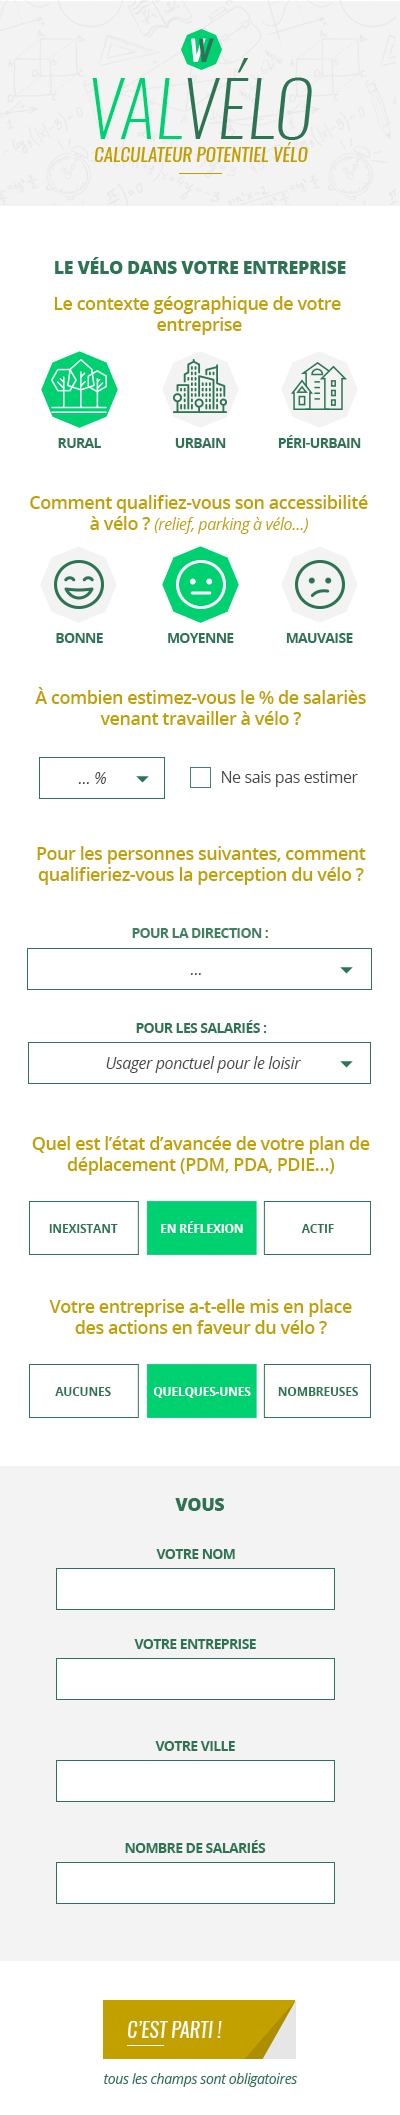 VALVÉLO
CALCULATEUR POTENTIEL VÉLO
LE VÉLO DANS VOTRE ENTREPRISE
Le contexte géographique de votre
entreprise
RURAL URBAIN PÉRI-URBAIN
Comment qualifiez-vous son accessibilité
à vélo ? (relief, parking à vélo...)
BONNE MOYENNE MAUVAISE
À combien estimez-vous le % de salariès
venant travailler à vélo ?
... % Ne sais pas estimer
Pour les personnes suivantes, comment
qualifieriez-vous la perception du vélo ?
POUR LA DIRECTION :
...
POUR LES SALARIÉS :
Usager ponctuel pour le loisir
Quel est l'état d'avancée de votre plan de
déplacement (PDM, PDA, PDIE...)
INEXISTANT EN RÉFLEXION ACTIF
Votre entreprise a-t-elle mis en place
des actions en faveur du vélo ?
AUCUNES QUELQUES-UNES NOMBREUSES
VOUS
VOTRE NOM
VOTRE ENTREPRISE
VOTRE VILLE
NOMBRE DE SALARIÉS
C'EST PARTI !
tous les champs sont obligatoires